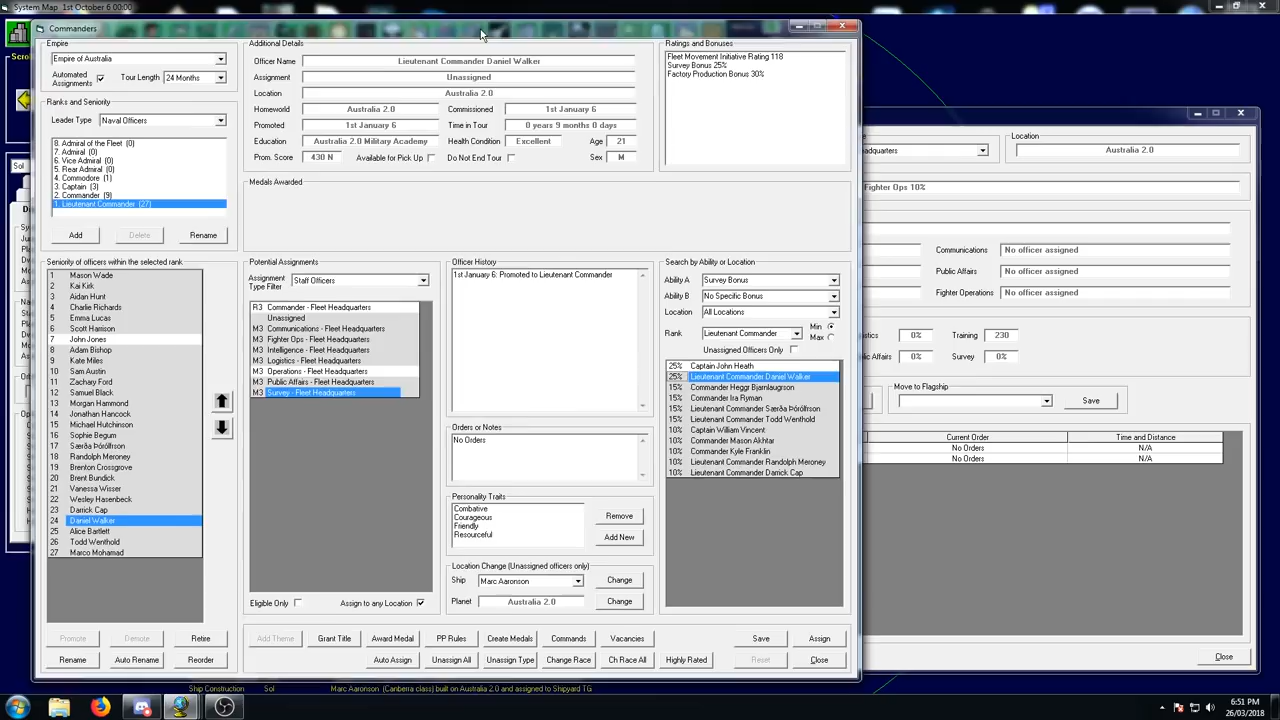 System Map  1st October 6 00:00
Commanders
Empire
Empire of Australia
Automated Assignments
Tour Length
24 Months
Ranks and Seniority
Leader Type
Naval Officers
8. Admiral of the Fleet (0)
7. Admiral (0)
6. Vice Admiral (0)
5. Rear Admiral (0)
4. Commodore (1)
3. Captain (3)
2. Commander (9)
1. Lieutenant Commander (27)
Add
Delete
Rename
Additional Details
Officer Name
Lieutenant Commander Daniel Walker
Assignment
Unassigned
Location
Australia 2.0
Homeworld
Australia 2.0
Commissioned
1st January 6
Promoted
1st January 6
Time in Tour
0 years 9 months 0 days
Education
Australia 2.0 Military Academy
Health Condition
Excellent
Age
21
Prom. Score
430 N
Available for Pick Up
Do Not End Tour
Sex
M
Medals Awarded
Ratings and Bonuses
Fleet Movement Initiative Rating 118
Survey Bonus 25%
Factory Production Bonus 30%
Seniority of officers within the selected rank
1 Mason Wade
2 Kai Kirk
3 Aidan Hunt
4 Charlie Richards
5 Emma Lucas
6 Scott Harrison
7 John Jones
8 Adam Bishop
9 Kate Miles
10 Sam Austin
11 Zachary Ford
12 Samuel Black
13 Morgan Hammond
14 Jonathan Hancock
15 Michael Hutchinson
16 Sophie Begum
17 Særða Þórólfrson
18 Randolph Meroney
19 Brenton Crossgrove
20 Brent Bundick
21 Vanessa Wisser
22 Wesley Hasenbeck
23 Darrick Cap
24 Daniel Walker
25 Alice Bartlett
26 Todd Wenthold
27 Marco Mohamad
Potential Assignments
Assignment Type Filter
Staff Officers
R3 Commander - Fleet Headquarters
Unassigned
M3 Communications - Fleet Headquarters
M3 Fighter Ops - Fleet Headquarters
M3 Intelligence - Fleet Headquarters
M3 Logistics - Fleet Headquarters
M3 Operations - Fleet Headquarters
M3 Public Affairs - Fleet Headquarters
M3 Survey - Fleet Headquarters
Eligible Only
Assign to any Location
Officer History
1st January 6: Promoted to Lieutenant Commander
Orders or Notes
No Orders
Personality Traits
Combative
Courageous
Friendly
Resourceful
Remove
Add New
Location Change (Unassigned officers only)
Ship
Marc Aaronson
Change
Planet
Australia 2.0
Change
Search by Ability or Location
Ability A
Survey Bonus
Ability B
No Specific Bonus
Location
All Locations
Rank
Lieutenant Commander
Min
Max
Unassigned Officers Only
25% Captain John Heath
25% Lieutenant Commander Daniel Walker
15% Commander Heggr Bjarnlaugrson
15% Commander Ira Ryman
15% Lieutenant Commander Særða Þórólfrson
15% Lieutenant Commander Todd Wenthold
10% Captain William Vincent
10% Commander Mason Akhtar
10% Commander Kyle Franklin
10% Lieutenant Commander Randolph Meroney
10% Lieutenant Commander Darrick Cap
Promote
Demote
Retire
Add Theme
Grant Title
Award Medal
PP Rules
Create Medals
Commands
Vacancies
Save
Assign
Rename
Auto Rename
Reorder
Auto Assign
Unassign All
Unassign Type
Change Race
Ch Race All
Highly Rated
Reset
Close
Location
Australia 2.0
Fighter Ops 10%
Communications
No officer assigned
Public Affairs
No officer assigned
Fighter Operations
No officer assigned
0%
Training
230
0%
Survey
0%
Move to Flagship
Save
Current Order
Time and Distance
No Orders
N/A
No Orders
N/A
Close
Sol
Ship Construction
Sol
Marc Aaronson (Canberra class) built on Australia 2.0 and assigned to Shipyard TG
6:51 PM
26/03/2018